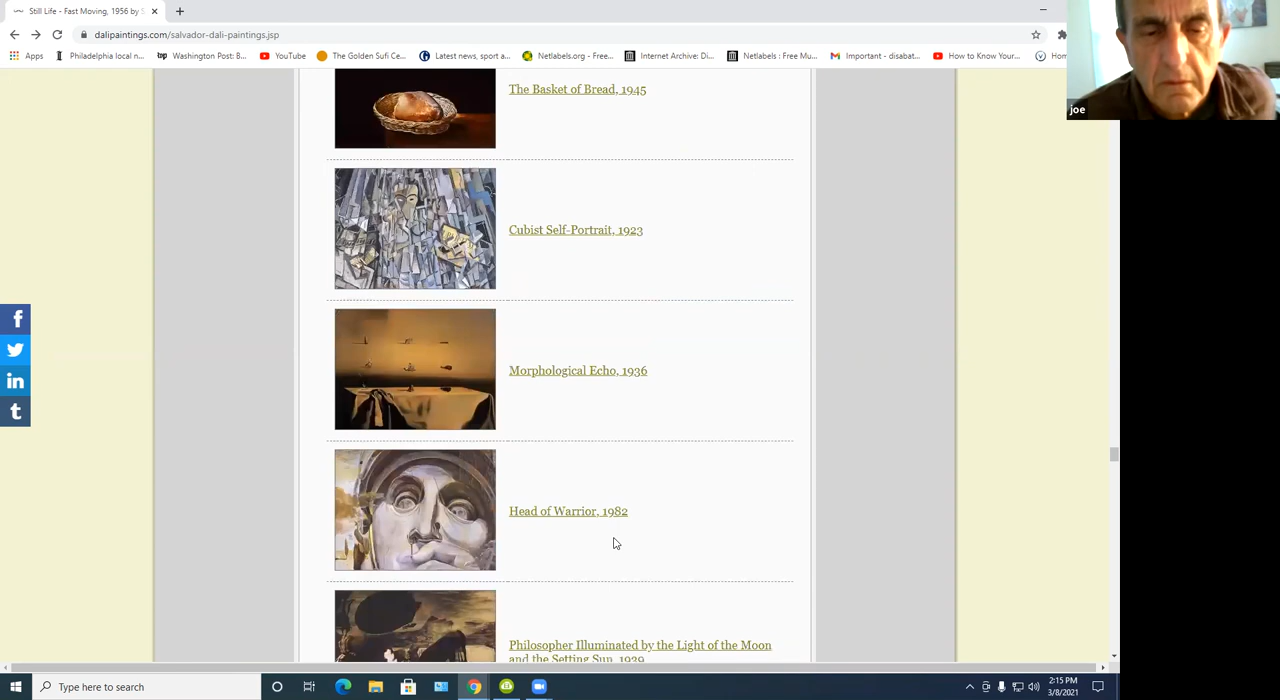 Still Life - Fast Moving, 1956 by S
dalipaintings.com/salvador-dali-paintings.jsp
Apps
Philadelphia local n...
wp
Washington Post: B...
YouTube
The Golden Sufi Ce...
Latest news, sport a...
Netlabels.org - Free...
Internet Archive: Di...
Netlabels : Free Mu...
Important - disabat...
How to Know Your...
Hom
joe
The Basket of Bread, 1945
Cubist Self-Portrait, 1923
Morphological Echo, 1936
Head of Warrior, 1982
Philosopher Illuminated by the Light of the Moon
and the Setting Sun, 1939
f
in
t
Type here to search
2:15 PM
3/8/2021